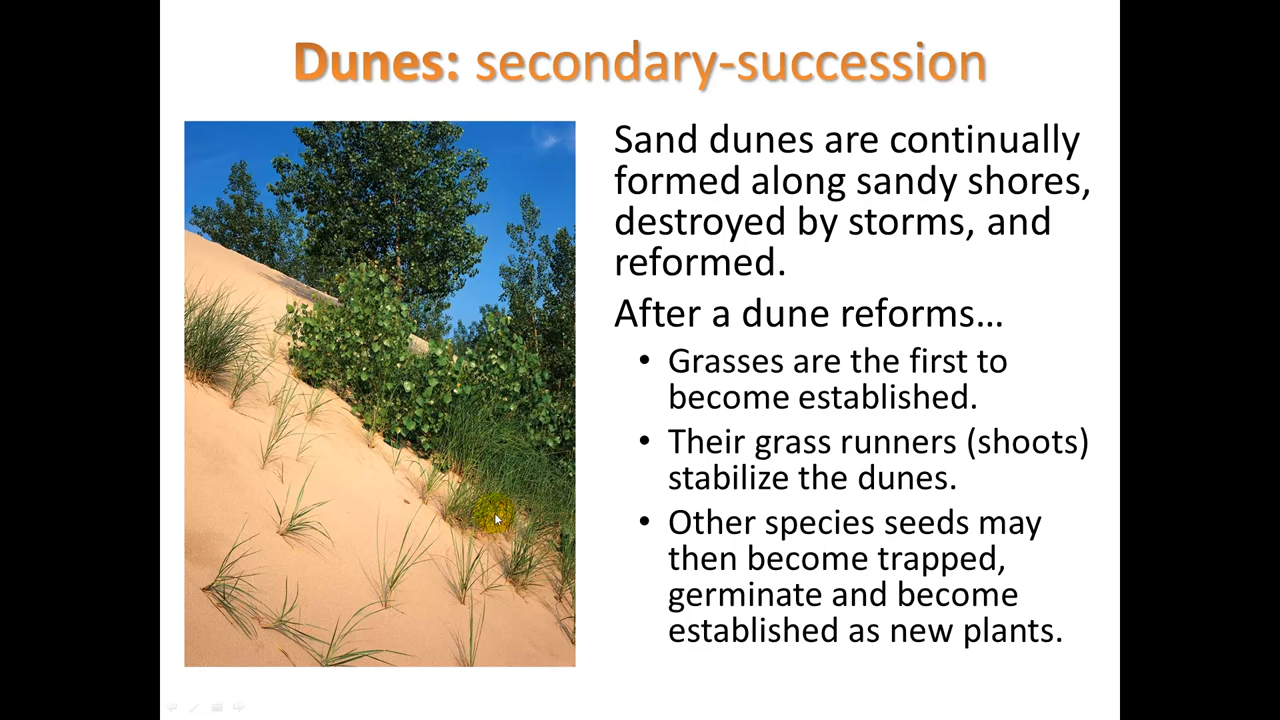 Dunes: secondary-succession
Sand dunes are continually
formed along sandy shores,
destroyed by storms, and
reformed.
After a dune reforms...
• Grasses are the first to
become established.
• Their grass runners (shoots)
stabilize the dunes.
• Other species seeds may
then become trapped,
germinate and become
established as new plants.